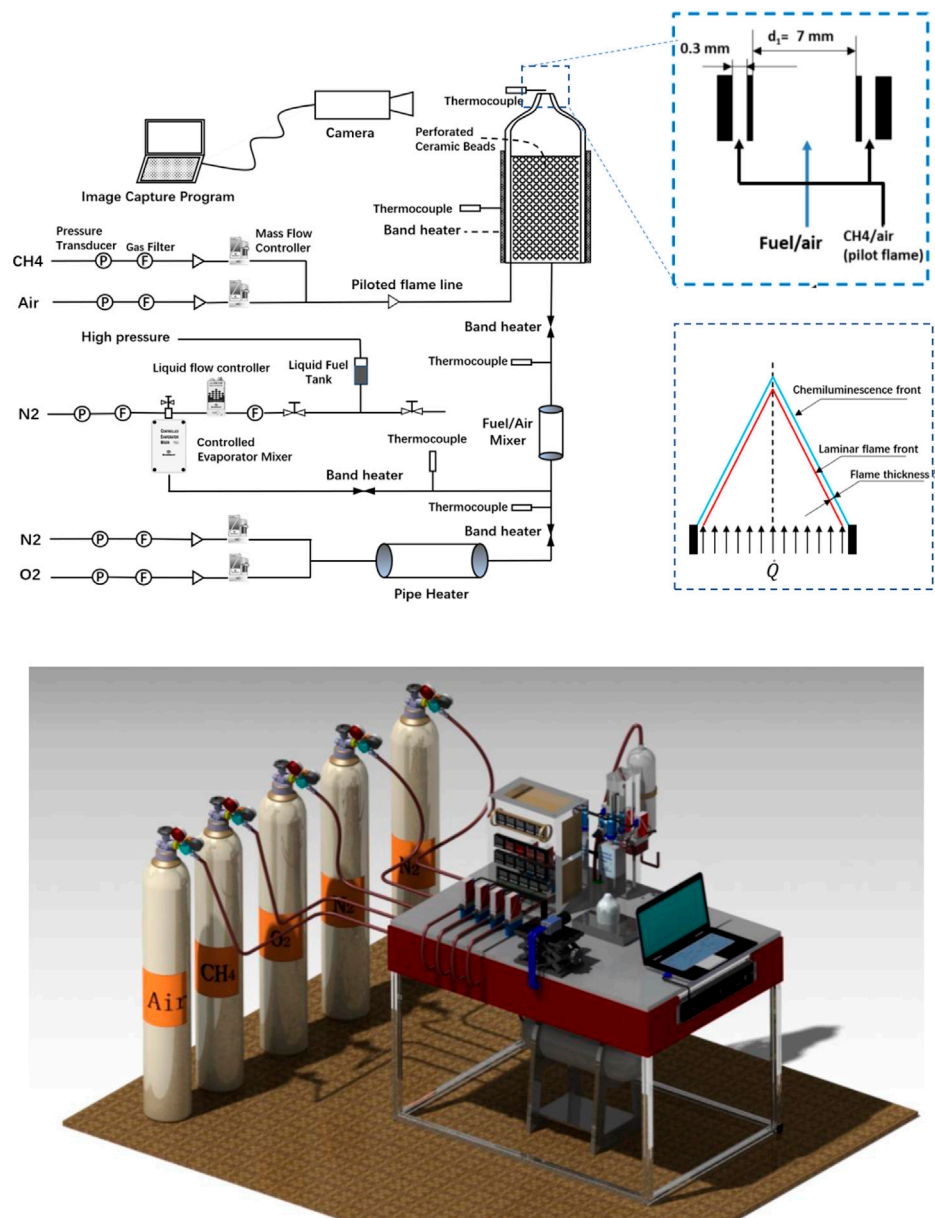 Camera
Image Capture Program
Thermocouple
Perforated
Ceramic Beads
Thermocouple
Band heater
0.3 mm
d₁= 7 mm
Fuel/air
CH4/air
(pilot flame)
Pressure
Transducer
Gas Filter
Mass Flow
Controller
CH4
P
F
Air
P
F
Piloted flame line
Band heater
High pressure
Thermocouple
Liquid flow controller
Liquid Fuel
Tank
N2
P
F
F
CONTROLLED
EVAPORATOR
MIXER
Controlled
Evaporator Mixer
Thermocouple
Fuel/Air
Mixer
Band heater
Thermocouple
Band heater
N2
P
F
O2
P
F
Pipe Heater
Chemiluminescence front
Laminar flame front
Flame thickness
Q̇
Air
CH4
O2
N2
N2